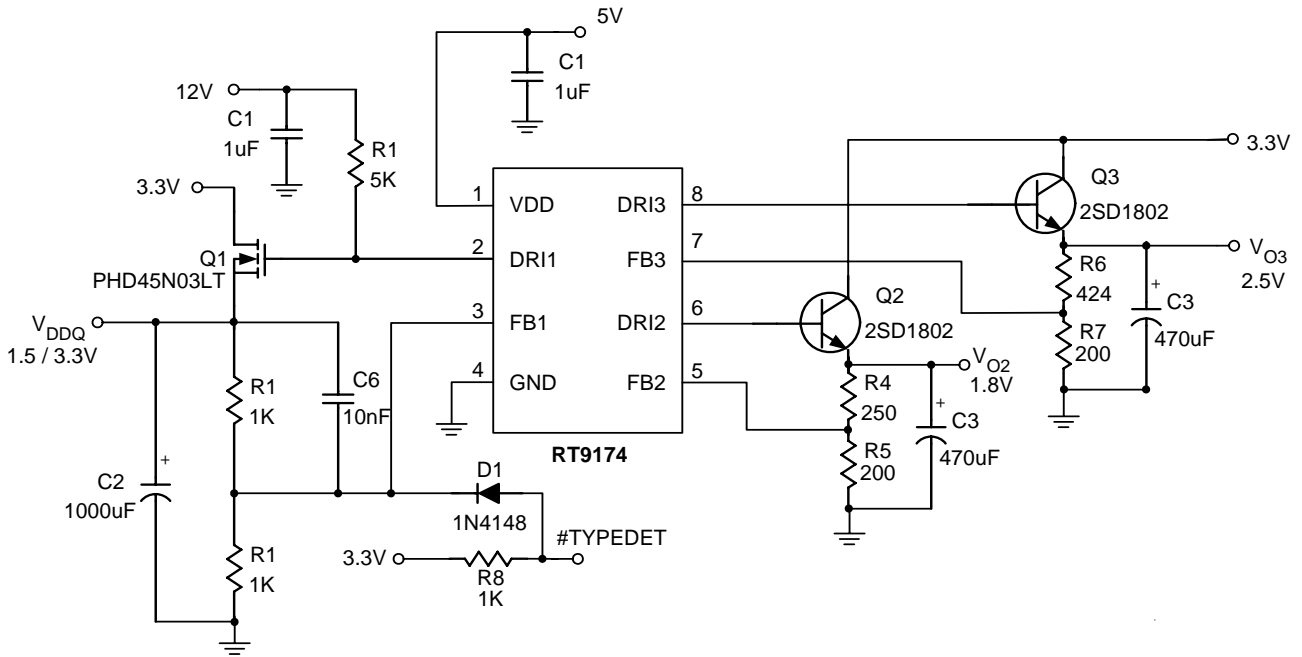 5V
C1
1uF
12V
C1
1uF
R1
5K
3.3V
Q1
PHD45N03LT
1 VDD
2 DRI1
3 FB1
4 GND
DRI3 8
FB3 7
DRI2 6
FB2 5
RT9174
3.3V
Q3
2SD1802
VO3
2.5V
R6
424
R7
200
+
C3
470uF
Q2
2SD1802
VO2
1.8V
R4
250
R5
200
+
C3
470uF
VDDQ
1.5 / 3.3V
R1
1K
C6
10nF
+
C2
1000uF
R1
1K
D1
1N4148
#TYPEDET
3.3V
R8
1K